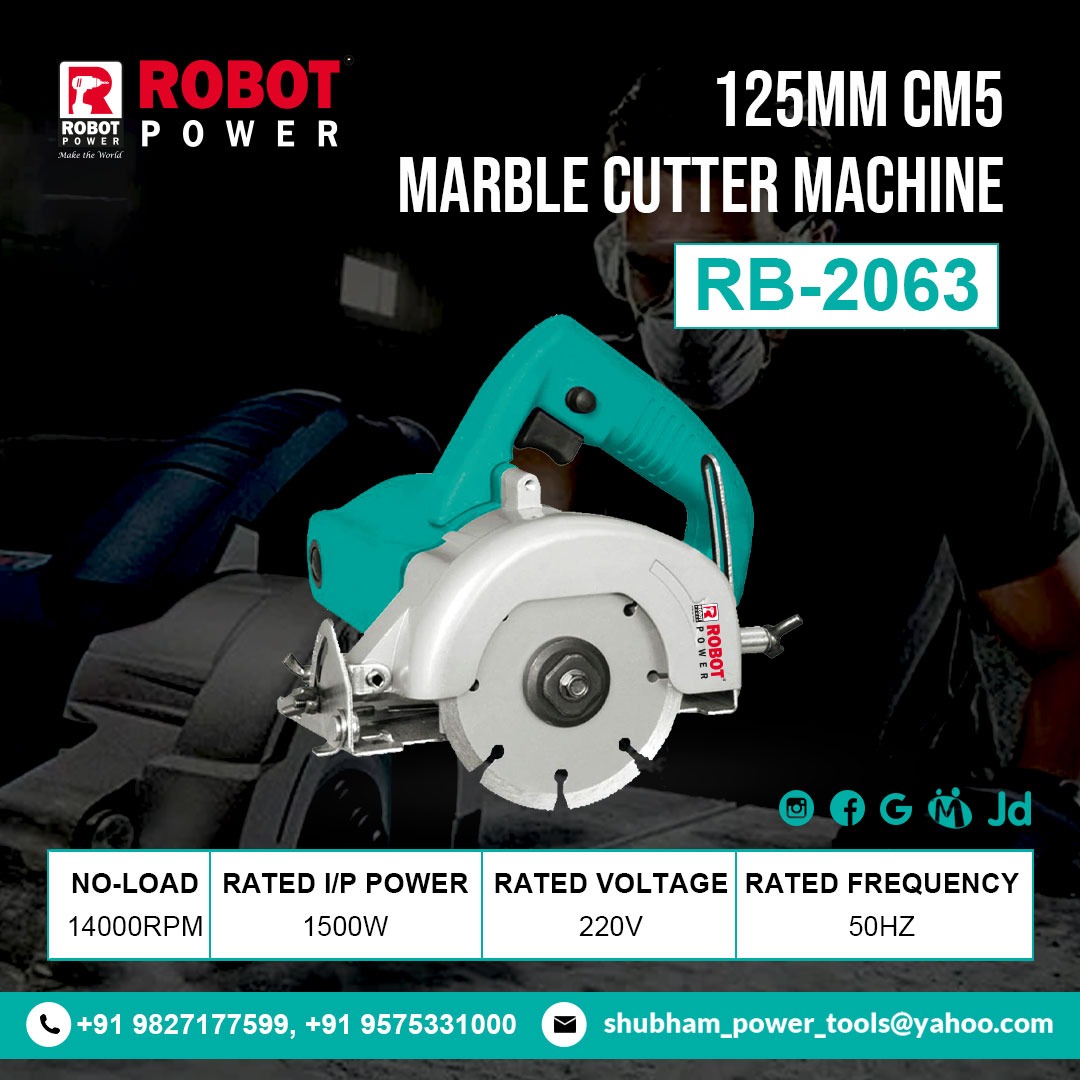 R
ROBOT
POWER
Make the World
ROBOT
POWER
125MM CM5
MARBLE CUTTER MACHINE
RB-2063
ROBOT
POWER
G
M
Jd
NO-LOAD
14000RPM
RATED I/P POWER
1500W
RATED VOLTAGE
220V
RATED FREQUENCY
50HZ
+91 9827177599, +91 9575331000
shubham_power_tools@yahoo.com